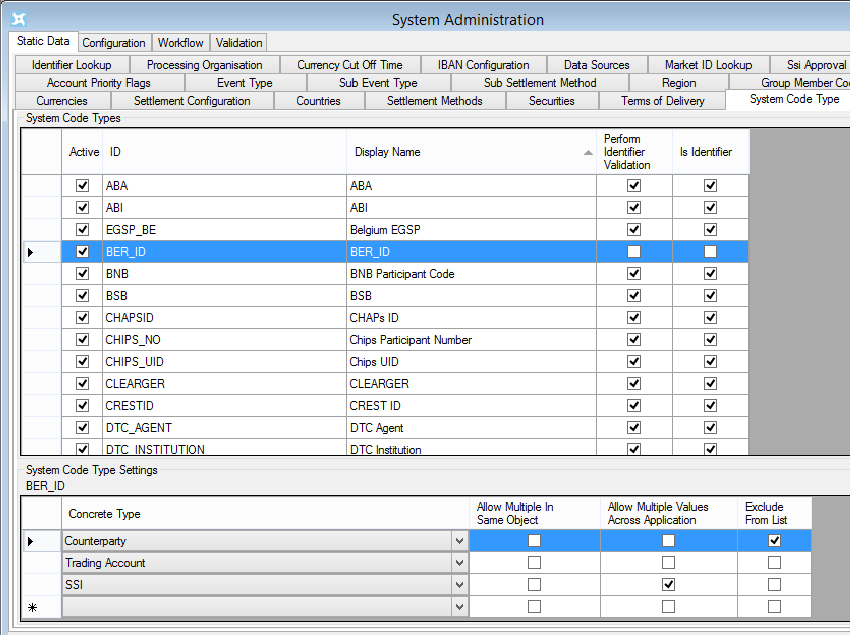 System Administration
Static Data Configuration Workflow Validation
Identifier Lookup Processing Organisation Currency Cut Off Time IBAN Configuration Data Sources Market ID Lookup Ssi Approval
Account Priority Flags Event Type Sub Event Type Sub Settlement Method Region Group Member Co
Currencies Settlement Configuration Countries Settlement Methods Securities Terms of Delivery System Code Type
System Code Types
Active ID Display Name Perform Identifier Validation Is Identifier
ABA ABA
ABI ABI
EGSP_BE Belgium EGSP
BER_ID BER_ID
BNB BNB Participant Code
BSB BSB
CHAPSID CHAPs ID
CHIPS_NO Chips Participant Number
CHIPS_UID Chips UID
CLEARGER CLEARGER
CRESTID CREST ID
DTC_AGENT DTC Agent
DTC_INSTITUTION DTC Institution
System Code Type Settings
BER_ID
Concrete Type Allow Multiple In Same Object Allow Multiple Values Across Application Exclude From List
Counterparty
Trading Account
SSI